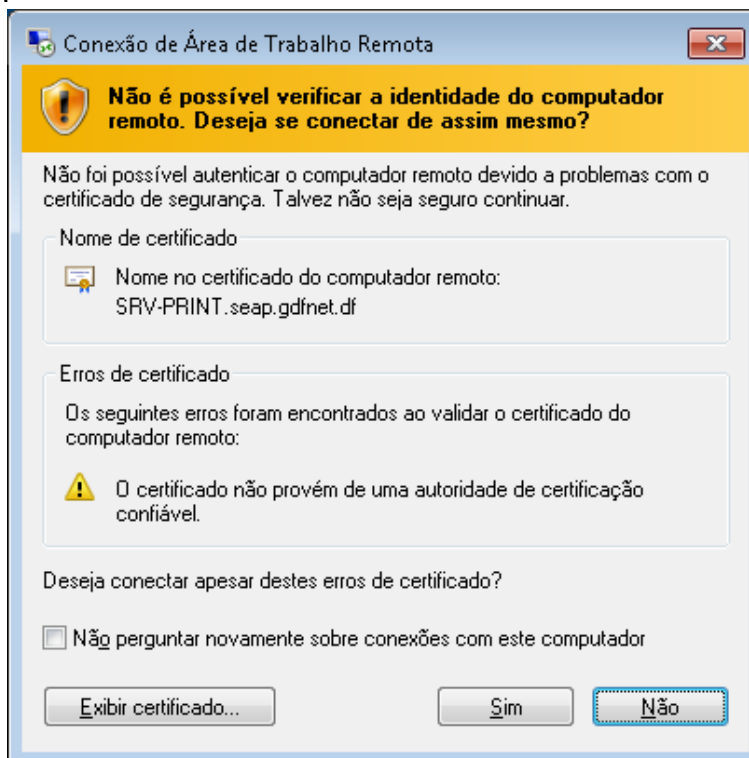 Conexão de Área de Trabalho Remota
Não é possível verificar a identidade do computador
remoto. Deseja se conectar de assim mesmo?
Não foi possível autenticar o computador remoto devido a problemas com o
certificado de segurança. Talvez não seja seguro continuar.
Nome de certificado
Nome no certificado do computador remoto:
SRV-PRINT.seap.gdfnet.df
Erros de certificado
Os seguintes erros foram encontrados ao validar o certificado do
computador remoto:
O certificado não provém de uma autoridade de certificação
confiável.
Deseja conectar apesar destes erros de certificado?
Não perguntar novamente sobre conexões com este computador
Exibir certificado...
Sim
Não